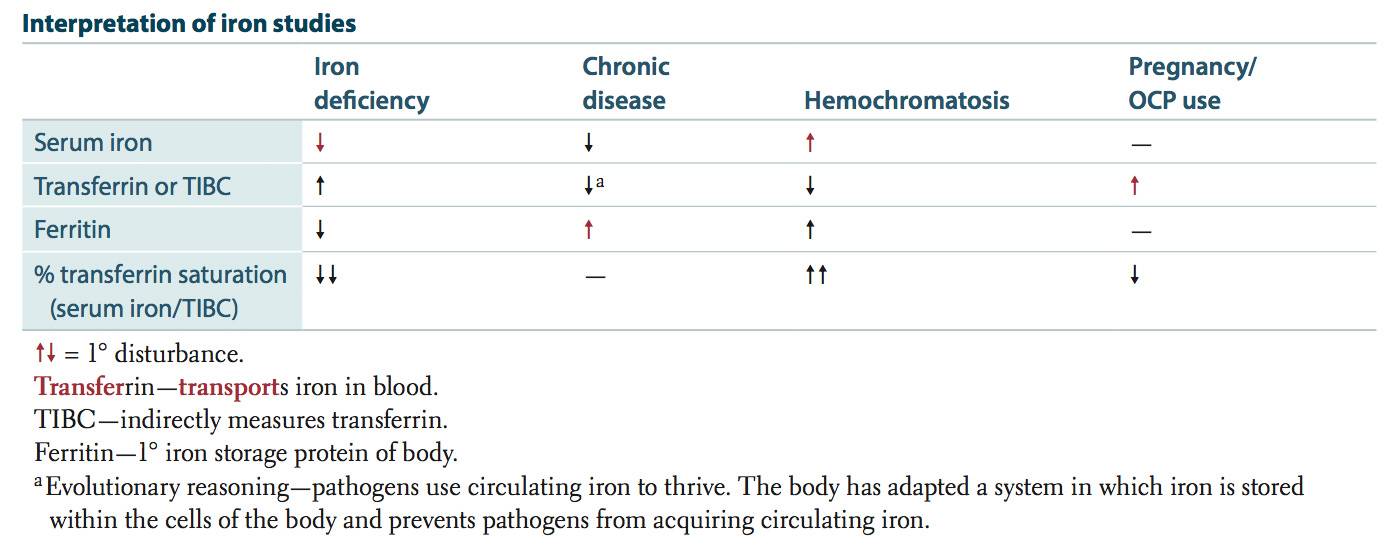 Interpretation of iron studies
Iron deficiency
Chronic disease
Hemochromatosis
Pregnancy/ OCP use
Serum iron ↓ ↓ ↑ —
Transferrin or TIBC ↑ ↓ᵃ ↓ ↑
Ferritin ↓ ↑ ↑ —
% transferrin saturation ↓↓ — ↑↑ ↓
(serum iron/TIBC)
↑↓ = 1° disturbance.
Transferrin—transports iron in blood.
TIBC—indirectly measures transferrin.
Ferritin—1° iron storage protein of body.
ᵃEvolutionary reasoning—pathogens use circulating iron to thrive. The body has adapted a system in which iron is stored
within the cells of the body and prevents pathogens from acquiring circulating iron.